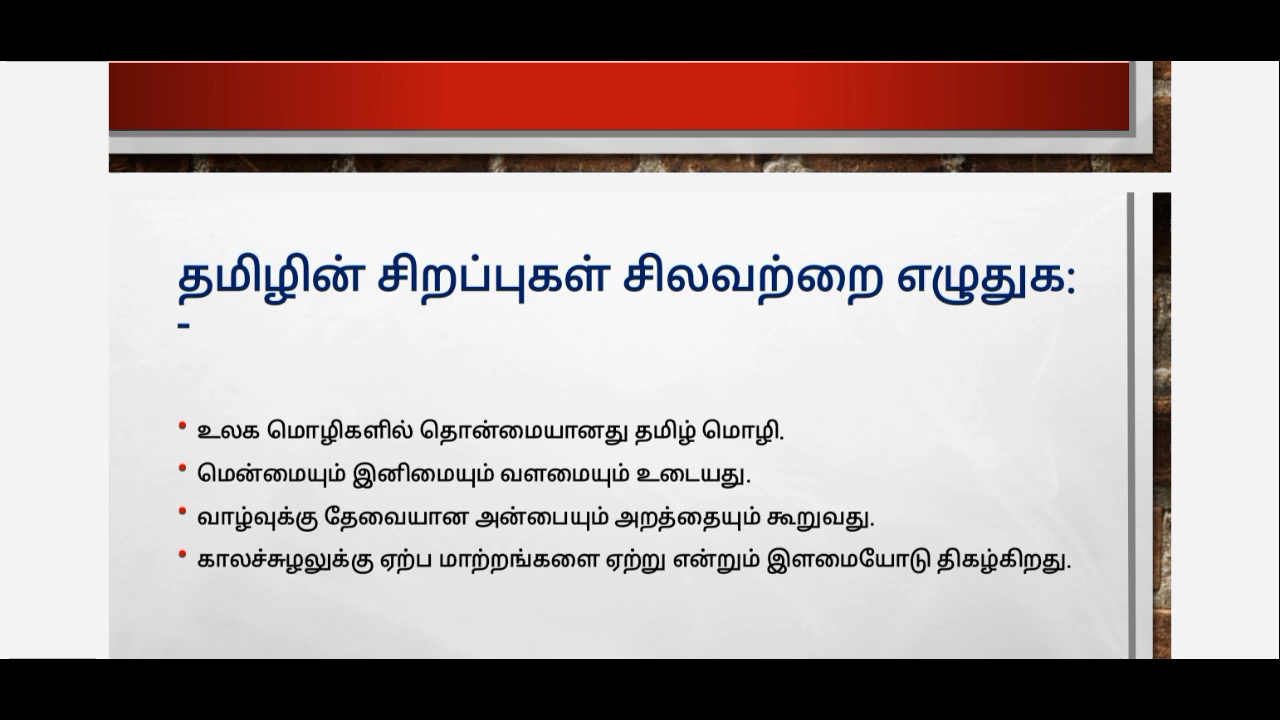 தமிழின் சிறப்புகள் சிலவற்றை எழுதுக:
-
• உலக மொழிகளில் தொன்மையானது தமிழ் மொழி.
• மென்மையும் இனிமையும் வளமையும் உடையது.
• வாழ்வுக்கு தேவையான அன்பையும் அறத்தையும் கூறுவது.
• காலச்சுழலுக்கு ஏற்ப மாற்றங்களை ஏற்று என்றும் இளமையோடு திகழ்கிறது.